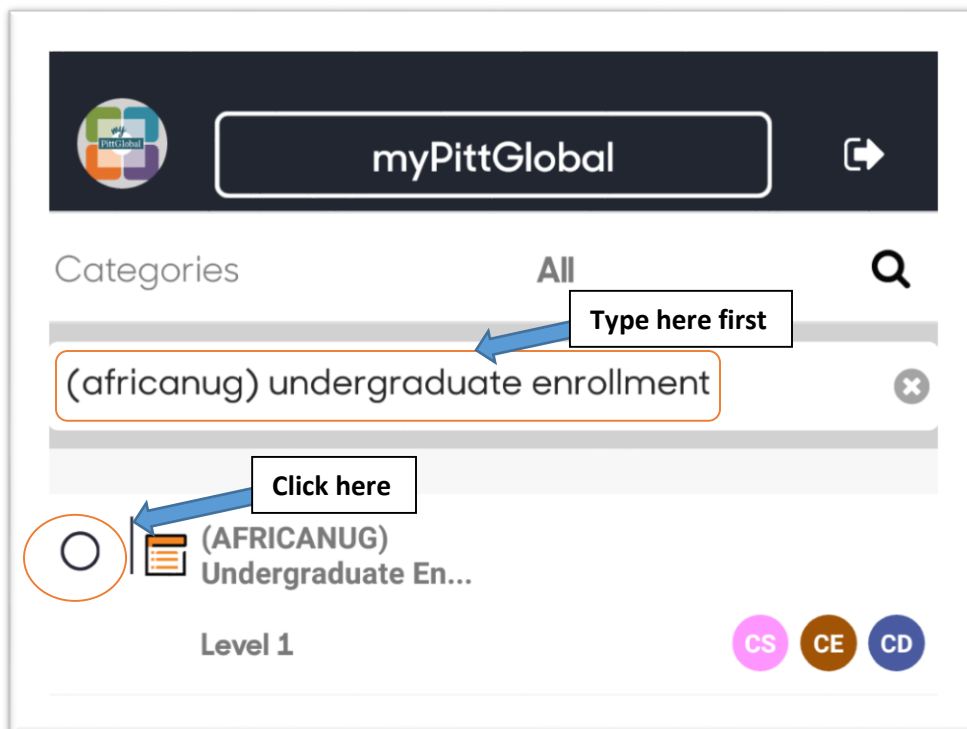 my
PittGlobal
myPittGlobal
Categories All
Type here first
(africanug) undergraduate enrollment
Click here
(AFRICANUG)
Undergraduate En...
Level 1 CS CE CD